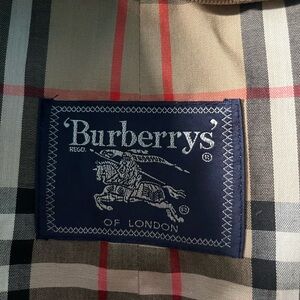 'Burberrys'®
REGD.
®
OF LONDON